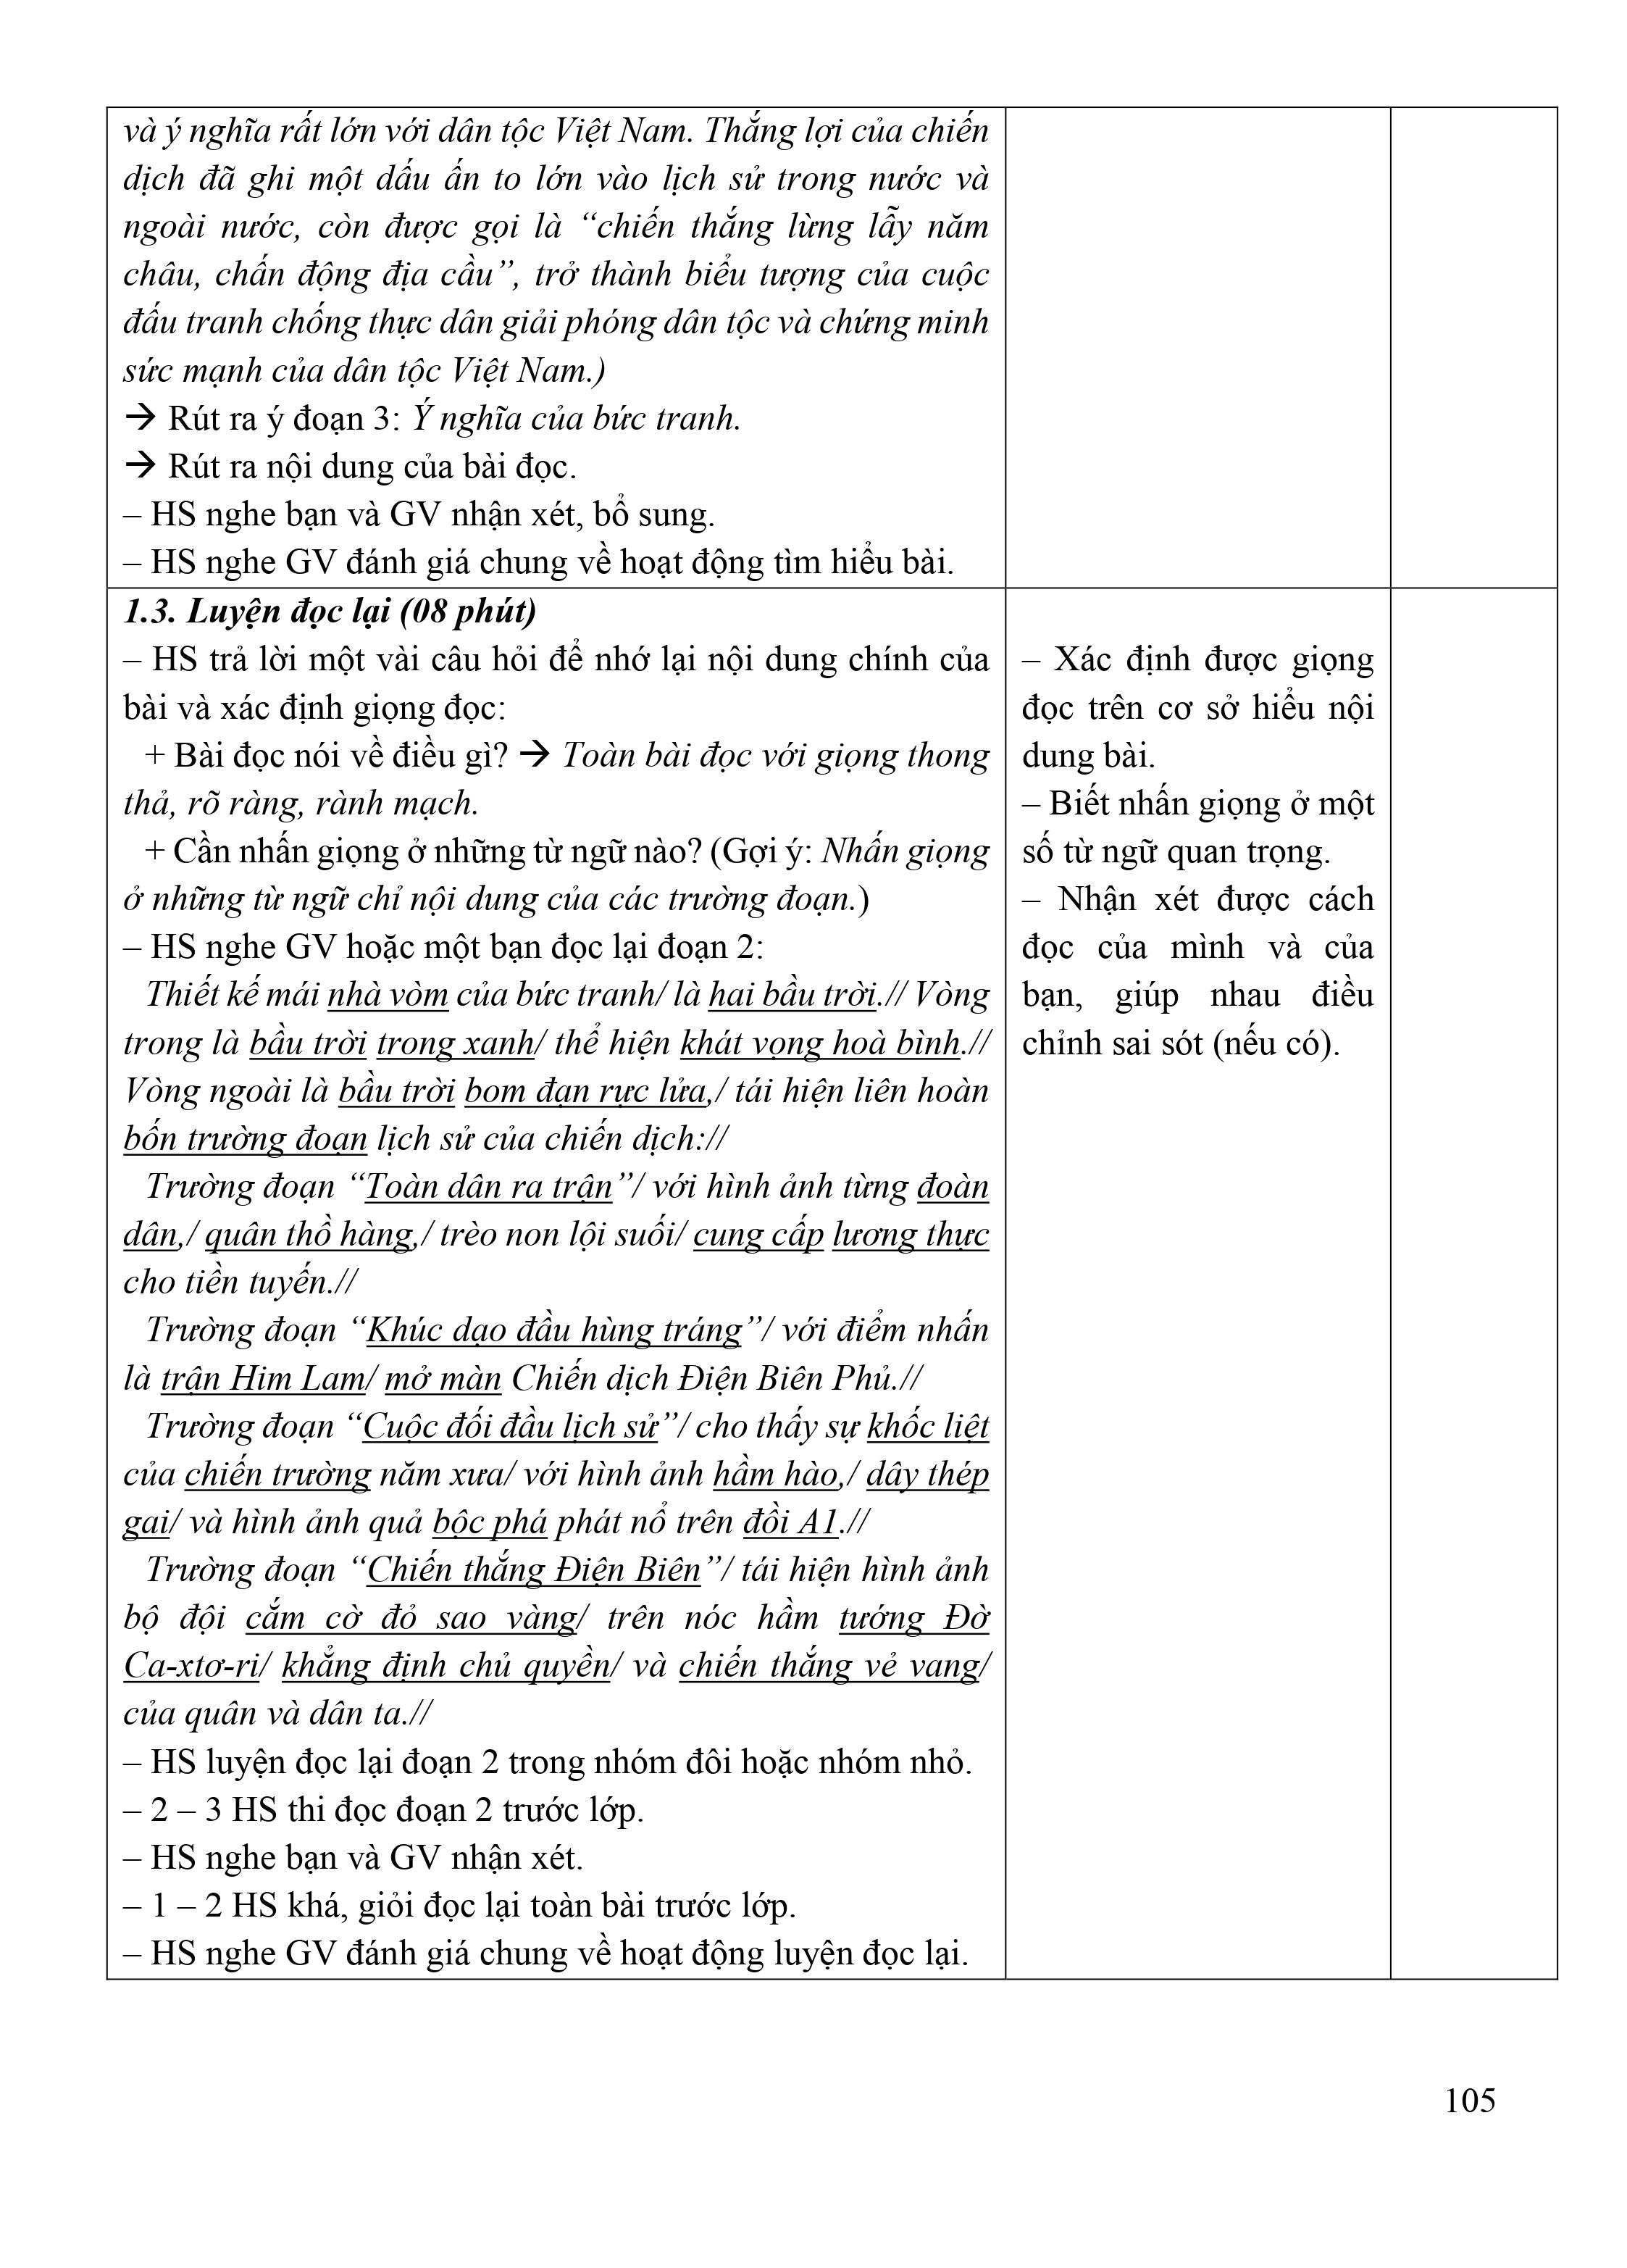 và ý nghĩa rất lớn với dân tộc Việt Nam. Thắng lợi của chiến
dịch đã ghi một dấu ấn to lớn vào lịch sử trong nước và
ngoài nước, còn được gọi là “chiến thắng lừng lẫy năm
châu, chấn động địa cầu”, trở thành biểu tượng của cuộc
đấu tranh chống thực dân giải phóng dân tộc và chứng minh
sức mạnh của dân tộc Việt Nam.)
→ Rút ra ý đoạn 3: Ý nghĩa của bức tranh.
→ Rút ra nội dung của bài đọc.
– HS nghe bạn và GV nhận xét, bổ sung.
– HS nghe GV đánh giá chung về hoạt động tìm hiểu bài.
1.3. Luyện đọc lại (08 phút)
– HS trả lời một vài câu hỏi để nhớ lại nội dung chính của
bài và xác định giọng đọc:
+ Bài đọc nói về điều gì? → Toàn bài đọc với giọng thong
thả, rõ ràng, rành mạch.
+ Cần nhấn giọng ở những từ ngữ nào? (Gợi ý: Nhấn giọng
ở những từ ngữ chỉ nội dung của các trường đoạn.)
– HS nghe GV hoặc một bạn đọc lại đoạn 2:
Thiết kế mái nhà vòm của bức tranh/ là hai bầu trời.// Vòng
trong là bầu trời trong xanh/ thể hiện khát vọng hoà bình.//
Vòng ngoài là bầu trời bom đạn rực lửa,/ tái hiện liên hoàn
bốn trường đoạn lịch sử của chiến dịch://
Trường đoạn “Toàn dân ra trận”/ với hình ảnh từng đoàn
dân,/ quân thồ hàng,/ trèo non lội suối/ cung cấp lương thực
cho tiền tuyến.//
Trường đoạn “Khúc dạo đầu hùng tráng”/ với điểm nhấn
là trận Him Lam/ mở màn Chiến dịch Điện Biên Phủ.//
Trường đoạn “Cuộc đối đầu lịch sử”/ cho thấy sự khốc liệt
của chiến trường năm xưa/ với hình ảnh hầm hào,/ dây thép
gai/ và hình ảnh quả bộc phá phát nổ trên đồi A1.//
Trường đoạn “Chiến thắng Điện Biên”/ tái hiện hình ảnh
bộ đội cắm cờ đỏ sao vàng/ trên nóc hầm tướng Đờ
Ca-xtơ-ri/ khẳng định chủ quyền/ và chiến thắng vẻ vang/
của quân và dân ta.//
– HS luyện đọc lại đoạn 2 trong nhóm đôi hoặc nhóm nhỏ.
– 2 – 3 HS thi đọc đoạn 2 trước lớp.
– HS nghe bạn và GV nhận xét.
– 1 – 2 HS khá, giỏi đọc lại toàn bài trước lớp.
– HS nghe GV đánh giá chung về hoạt động luyện đọc lại.
– Xác định được giọng
đọc trên cơ sở hiểu nội
dung bài.
– Biết nhấn giọng ở một
số từ ngữ quan trọng.
– Nhận xét được cách
đọc của mình và của
bạn, giúp nhau điều
chỉnh sai sót (nếu có).
105